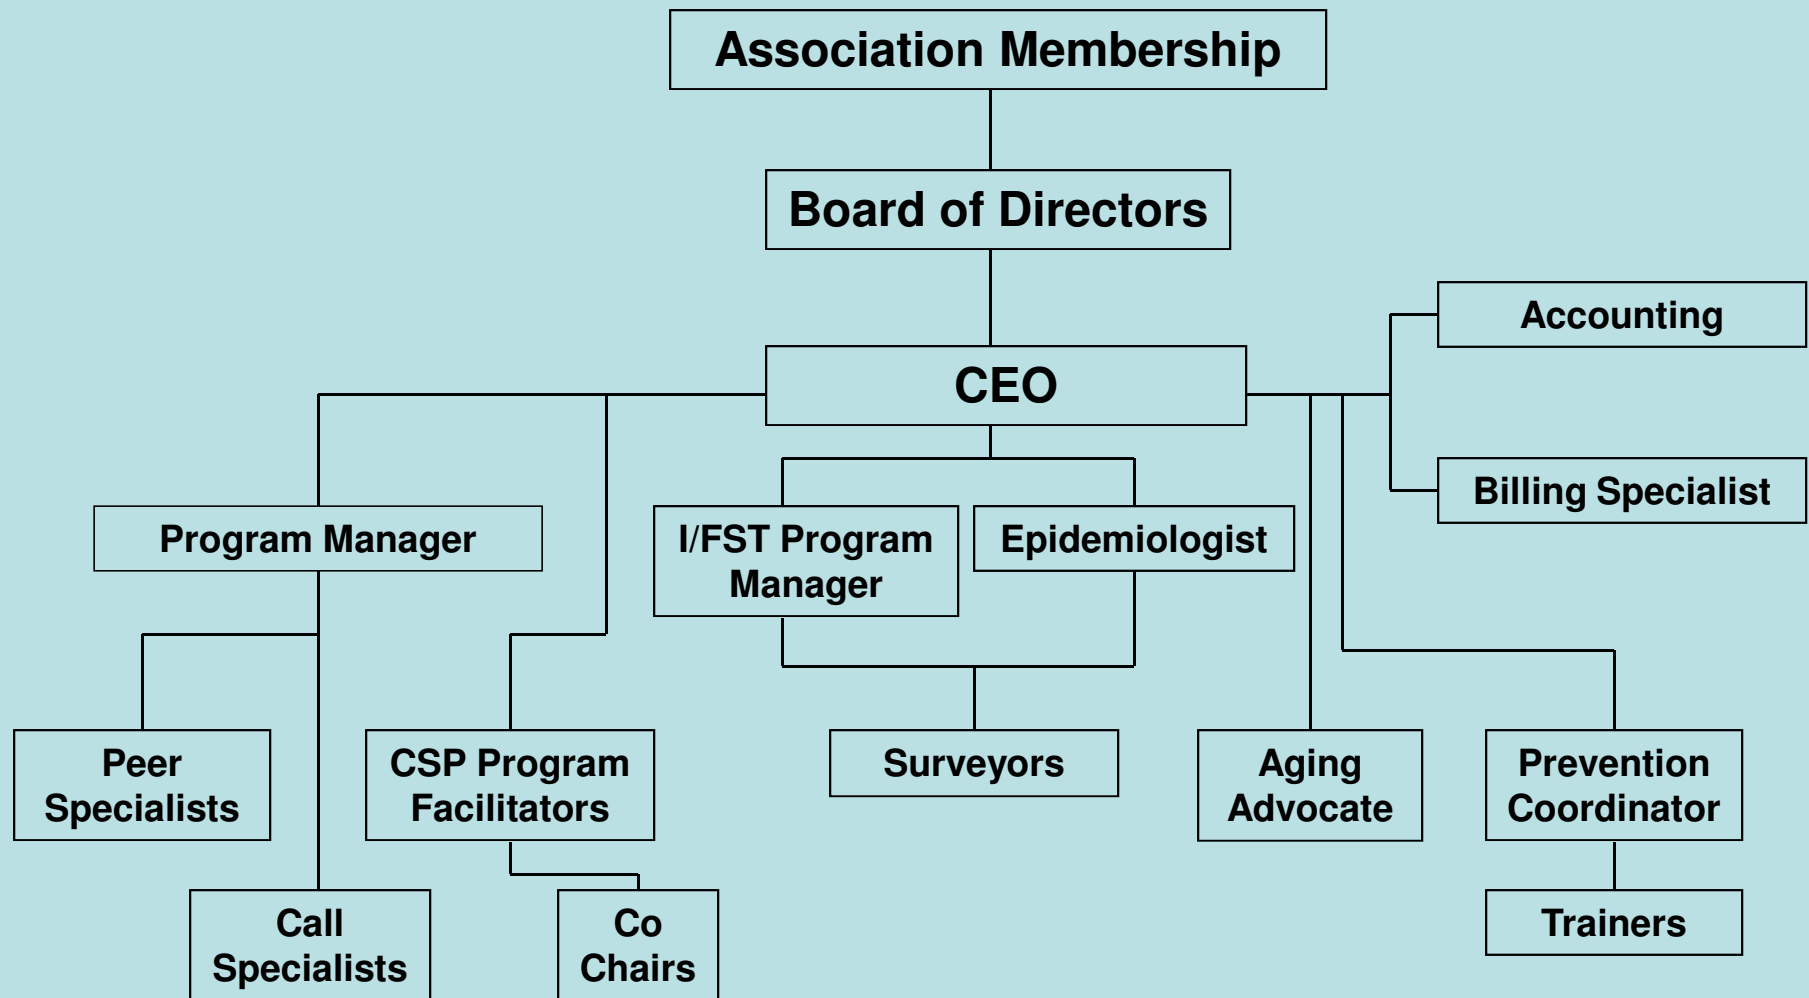 Association Membership
Board of Directors
Accounting
CEO
Billing Specialist
Program Manager
I/FST Program
Manager
Epidemiologist
Peer
Specialists
CSP Program
Facilitators
Surveyors
Aging
Advocate
Prevention
Coordinator
Call
Specialists
Co
Chairs
Trainers